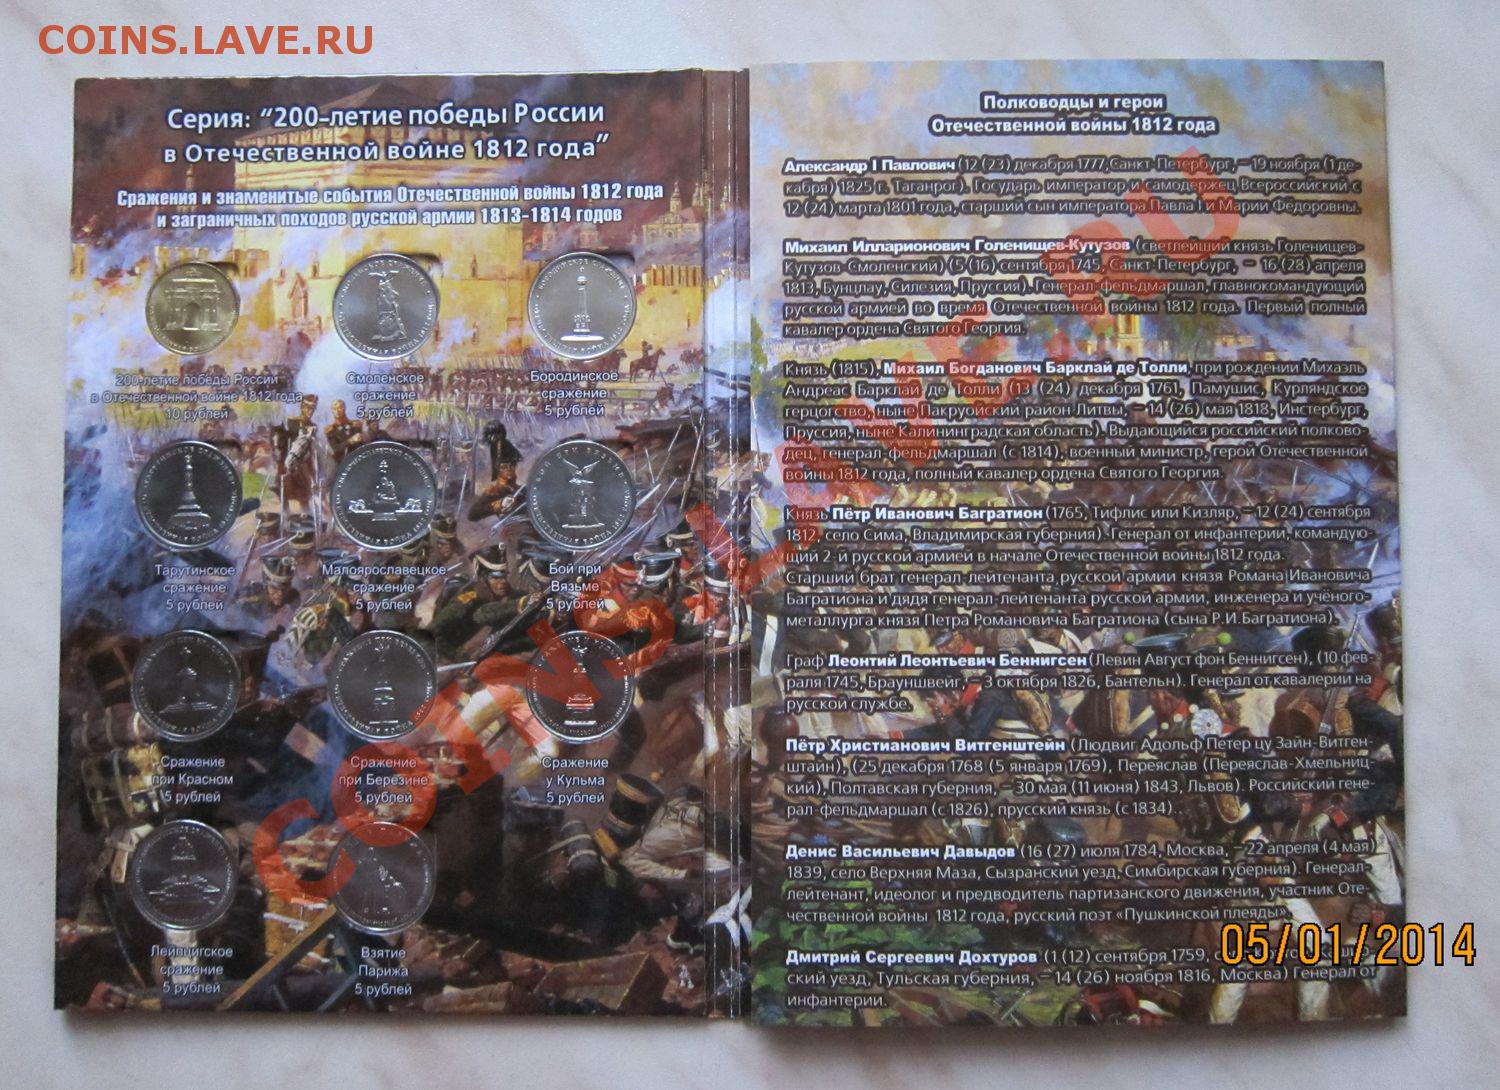 COINS.LAVE.RU
Серия: "200-летие победы России
в Отечественной войне 1812 года"
Сражения и знаменитые события Отечественной войны 1812 года
и заграничных походов русской армии 1813-1814 годов
200-летие победы России
в Отечественной войне 1812 года
10 рублей
Смоленское
сражение
5 рублей
Бородинское
сражение
5 рублей
Тарутинское
сражение
5 рублей
Малоярославецкое
сражение
5 рублей
Бой при
Вязьме
5 рублей
Сражение
при Красном
5 рублей
Сражение
при Березине
5 рублей
Сражение
у Кульма
5 рублей
Лейпцигское
сражение
5 рублей
Взятие
Парижа
5 рублей
Полководцы и герои
Отечественной войны 1812 года
Александр I Павлович (12 (23) декабря 1777, Санкт-Петербург, – 19 ноября (1 де-
кабря) 1825 г. Таганрог). Государь император и самодержец Всероссийский с
12 (24) марта 1801 года, старший сын императора Павла I и Марии Фёдоровны.
Михаил Илларионович Голенищев-Кутузов (светлейший князь Голенищев-
Кутузов-Смоленский) (5 (16) сентября 1745, Санкт-Петербург, – 16 (28) апреля
1813, Бунцлау, Силезия, Пруссия). Генерал-фельдмаршал, главнокомандующий
русской армией во время Отечественной войны 1812 года. Первый полный
кавалер ордена Святого Георгия.
Князь (1815), Михаил Богданович Барклай де Толли, при рождении Михаэль
Андреас Барклай де Толли (13 (24) декабря 1761, Памушис, Курляндское
герцогство, ныне Пакруойский район Литвы, – 14 (26) мая 1818, Инстербург,
Пруссия, ныне Калининградская область). Выдающийся российский полково-
дец, генерал-фельдмаршал (с 1814), военный министр, герой Отечественной
войны 1812 года, полный кавалер ордена Святого Георгия.
Князь Пётр Иванович Багратион (1765, Тифлис или Кизляр, – 12 (24) сентября
1812, село Сима, Владимирская губерния). Генерал от инфантерии, командую-
щий 2-й русской армией в начале Отечественной войны 1812 года.
Старший брат генерал-лейтенанта русской армии князя Романа Ивановича
Багратиона и дядя генерал-лейтенанта русской армии, инженера и учёного-
металлурга князя Петра Романовича Багратиона (сына Р.И.Багратиона).
Граф Леонтий Леонтьевич Беннигсен (Левин Август фон Беннигсен), (10 фев-
раля 1745, Брауншвейг, – 3 октября 1826, Бантельн). Генерал от кавалерии на
русской службе.
Пётр Христианович Витгенштейн (Людвиг Адольф Петер цу Зайн-Витген-
штайн), (25 декабря 1768 (5 января 1769), Переяслав (Переяслав-Хмельниц-
кий), Полтавская губерния, – 30 мая (11 июня) 1843, Львов). Российский гене-
рал-фельдмаршал (с 1826), прусский князь (с 1834)..
Денис Васильевич Давыдов (16 (27) июля 1784, Москва, – 22 апреля (4 мая)
1839, село Верхняя Маза, Сызранский уезд, Симбирская губерния). Генерал-
лейтенант, идеолог и предводитель партизанского движения, участник Оте-
чественной войны 1812 года, русский поэт «Пушкинской плеяды».
Дмитрий Сергеевич Дохтуров (1 (12) сентября 1759,
ский уезд, Тульская губерния, – 14 (26) ноября 1816, Москва) Генерал от
инфантерии.
05/01/2014
COINS.LAVE.RU